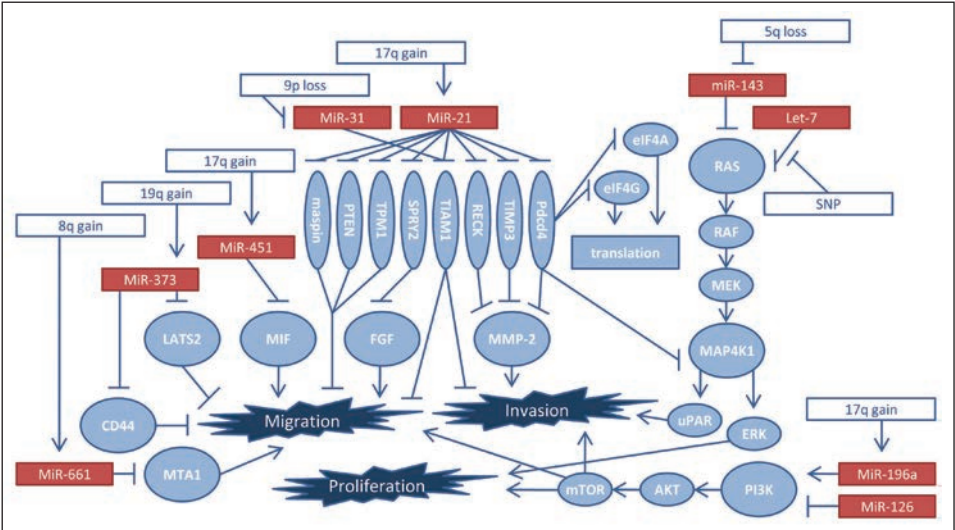 5q loss
17q gain
miR-143
9p loss
MiR-31
MiR-21
Let-7
17q gain
eIF4A
RAS
19q gain
maspin
PTEN
TPM1
SPRY2
TIAM1
RECK
TIMP3
Pdcd4
eIF4G
SNP
8q gain
MiR-451
RAF
translation
MiR-373
MEK
LATS2
MIF
FGF
MMP-2
MAP4K1
CD44
Migration
Invasion
uPAR
17q gain
ERK
MiR-661
MTA1
Proliferation
mTOR
AKT
PI3K
MiR-196a
MiR-126